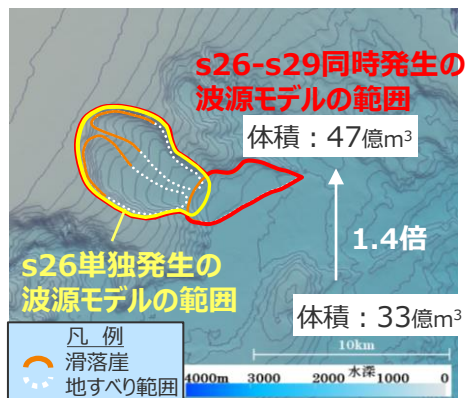 s26-s29同時発生の
波源モデルの範囲
体積：47億m³
1.4倍
s26単独発生の
波源モデルの範囲
体積：33億m³
凡 例
滑落崖
地すべり範囲
10km
水深
4000m 3000 2000 1000 0